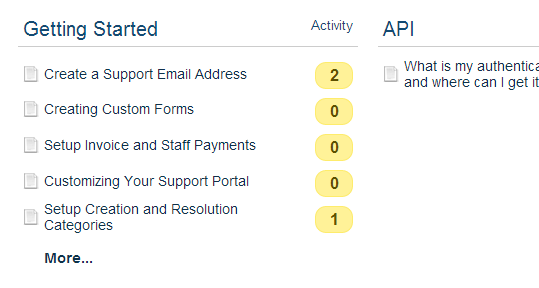 Getting Started
Activity
Create a Support Email Address
2
Creating Custom Forms
0
Setup Invoice and Staff Payments
0
Customizing Your Support Portal
0
Setup Creation and Resolution
Categories
1
More...
API
What is my
and where can I get it